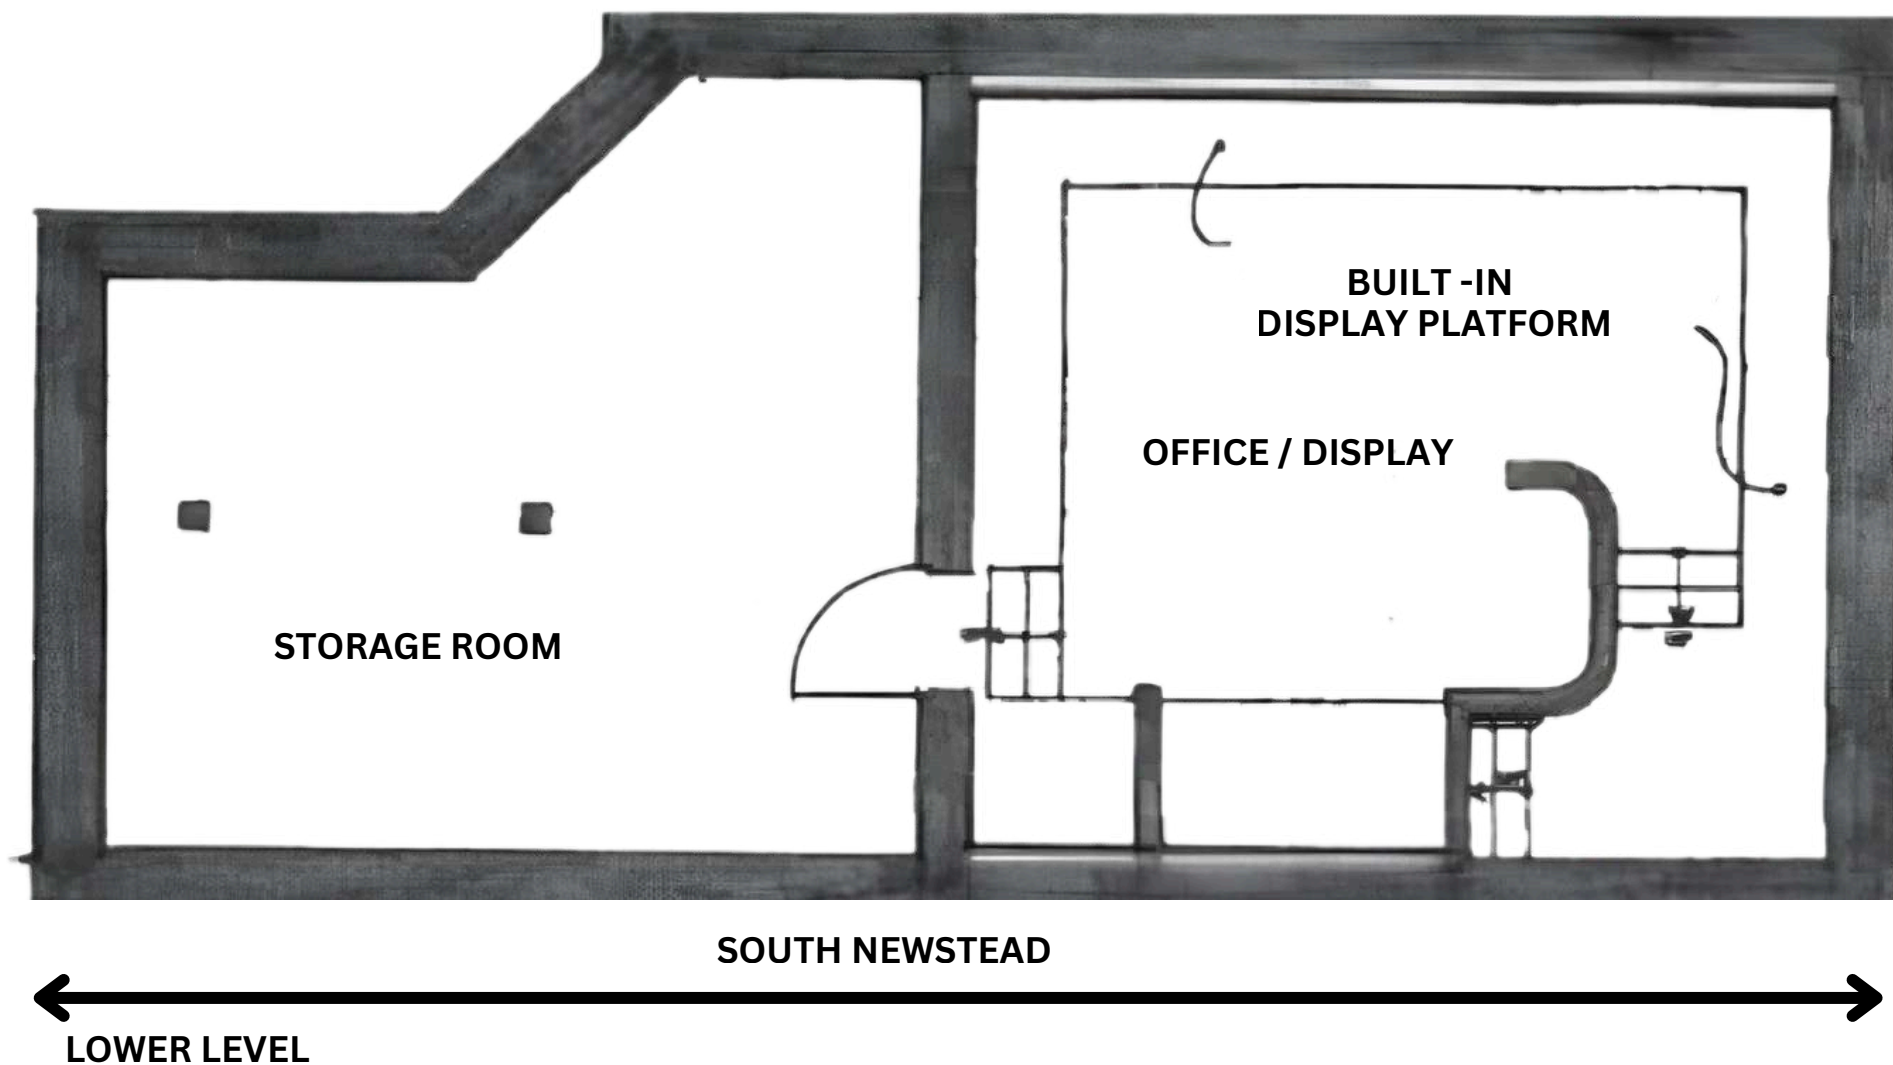 BUILT -IN
DISPLAY PLATFORM
OFFICE / DISPLAY
STORAGE ROOM
SOUTH NEWSTEAD
LOWER LEVEL